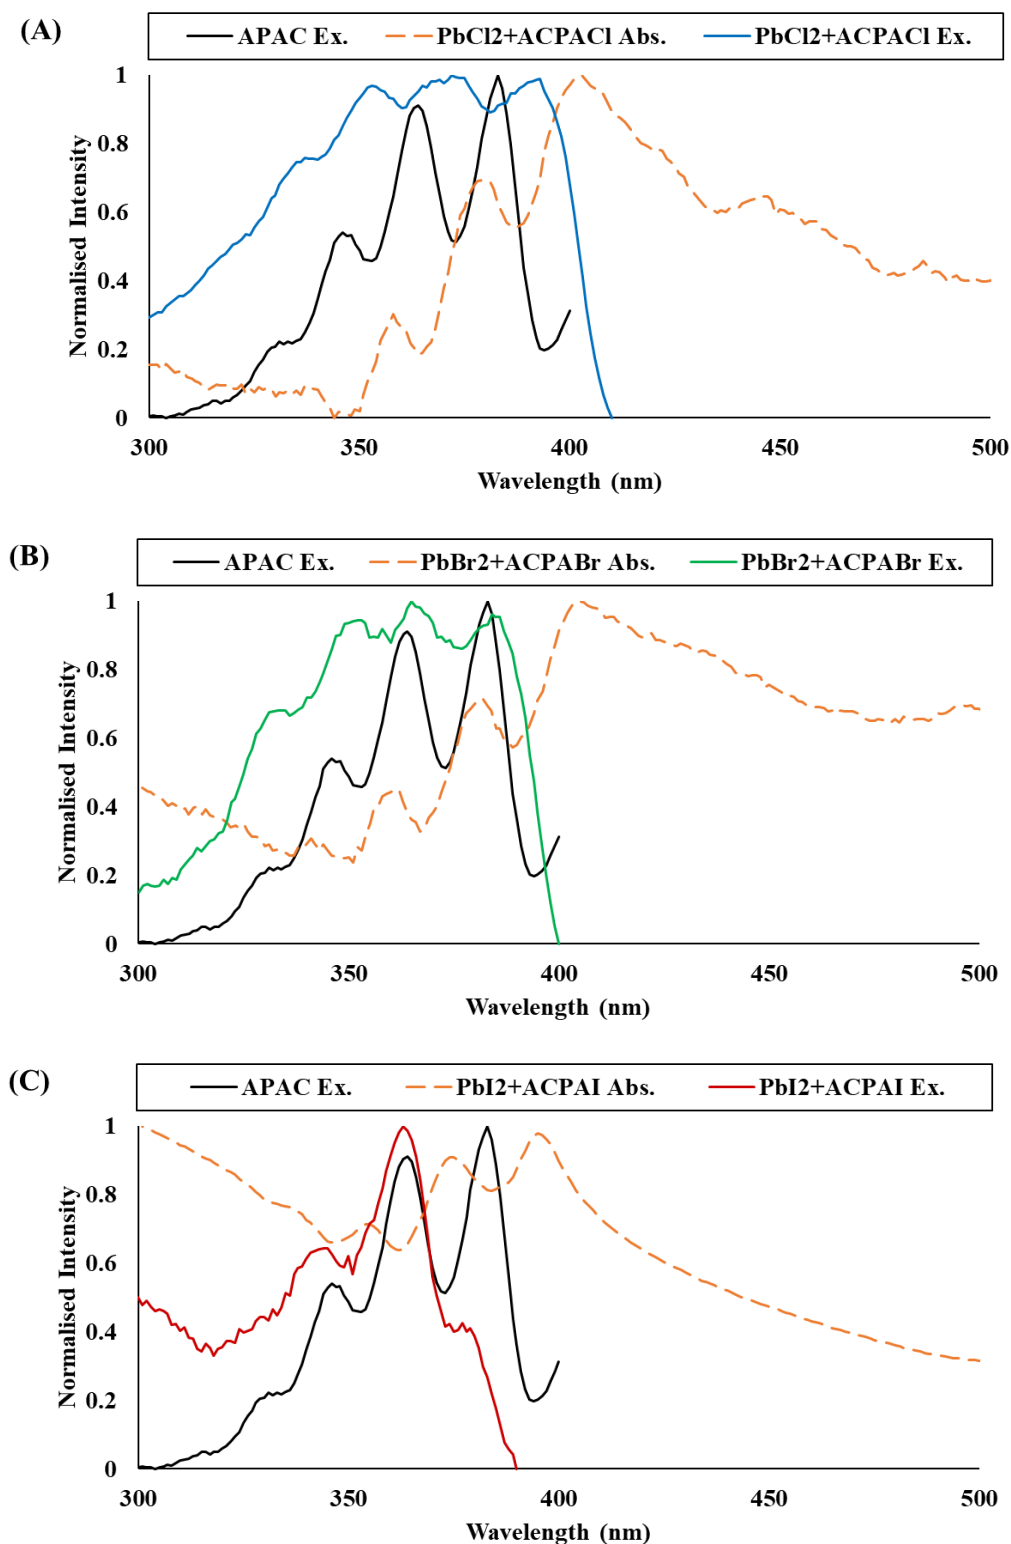 (A)
APAC Ex. PbCl2+ACPACl Abs. PbCl2+ACPACl Ex.
1
0.8
0.6
0.4
0.2
0
Normalised Intensity
300 350 400 450 500
Wavelength (nm)
(B)
APAC Ex. PbBr2+ACPABr Abs. PbBr2+ACPABr Ex.
1
0.8
0.6
0.4
0.2
0
Normalised Intensity
300 350 400 450 500
Wavelength (nm)
(C)
APAC Ex. PbI2+ACPAI Abs. PbI2+ACPAI Ex.
1
0.8
0.6
0.4
0.2
0
Normalised Intensity
300 350 400 450 500
Wavelength (nm)